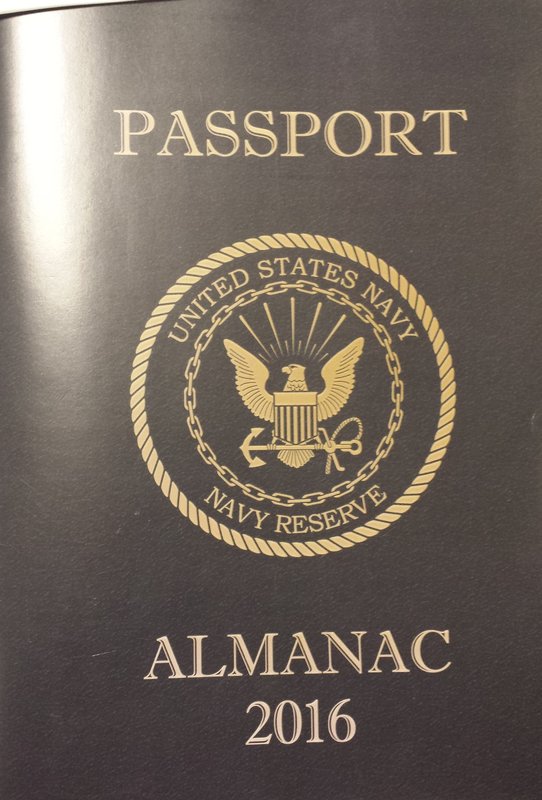 PASSPORT
UNITED STATES NAVY
NAVY RESERVE
ALMANAC
2016